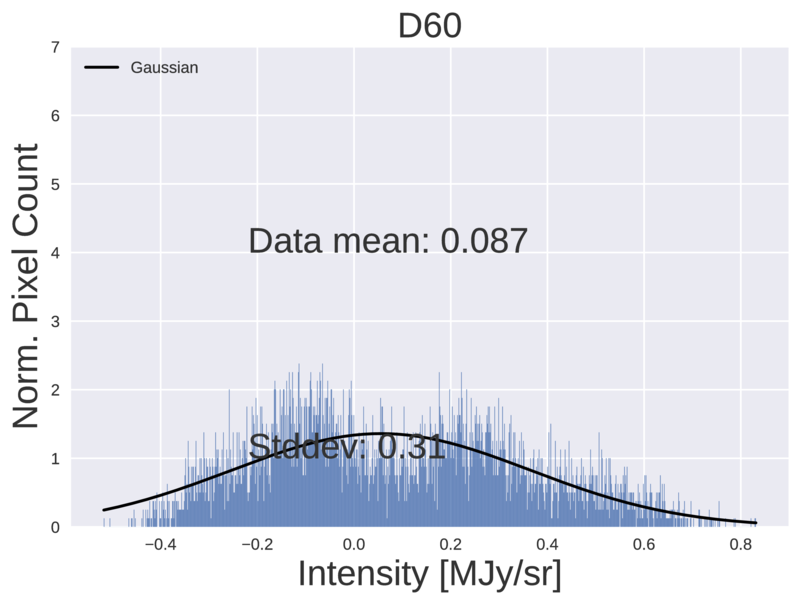 D60
Gaussian
7
6
5
4
3
2
1
0
Norm. Pixel Count
Data mean: 0.087
Stddev: 0.31
−0.4 −0.2 0.0 0.2 0.4 0.6 0.8
Intensity [MJy/sr]